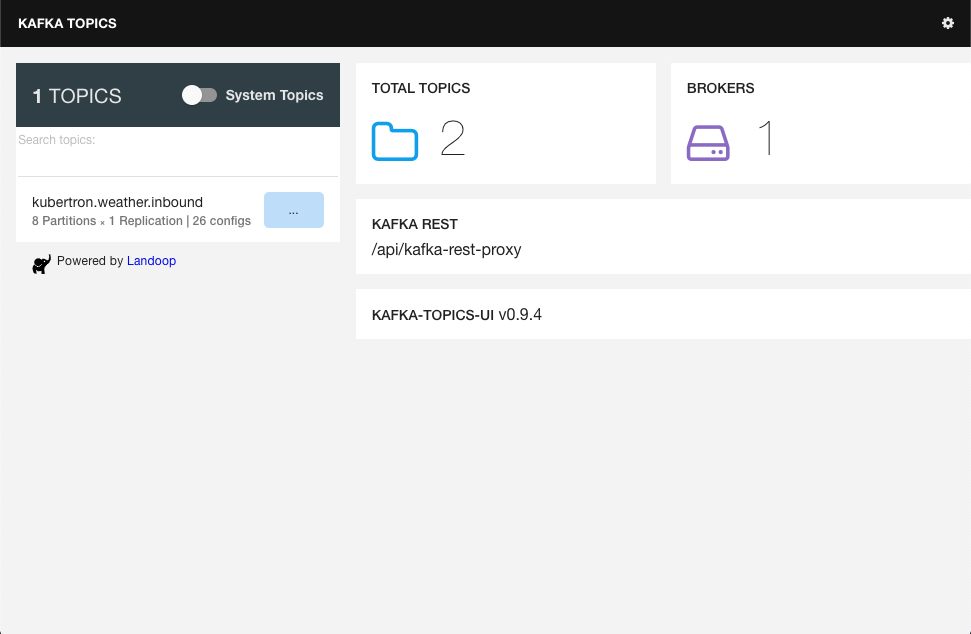 KAFKA TOPICS
1 TOPICS
System Topics
Search topics:
kubertron.weather.inbound
8 Partitions × 1 Replication | 26 configs
...
Powered by Landoop
TOTAL TOPICS
2
BROKERS
1
KAFKA REST
/api/kafka-rest-proxy
KAFKA-TOPICS-UI v0.9.4